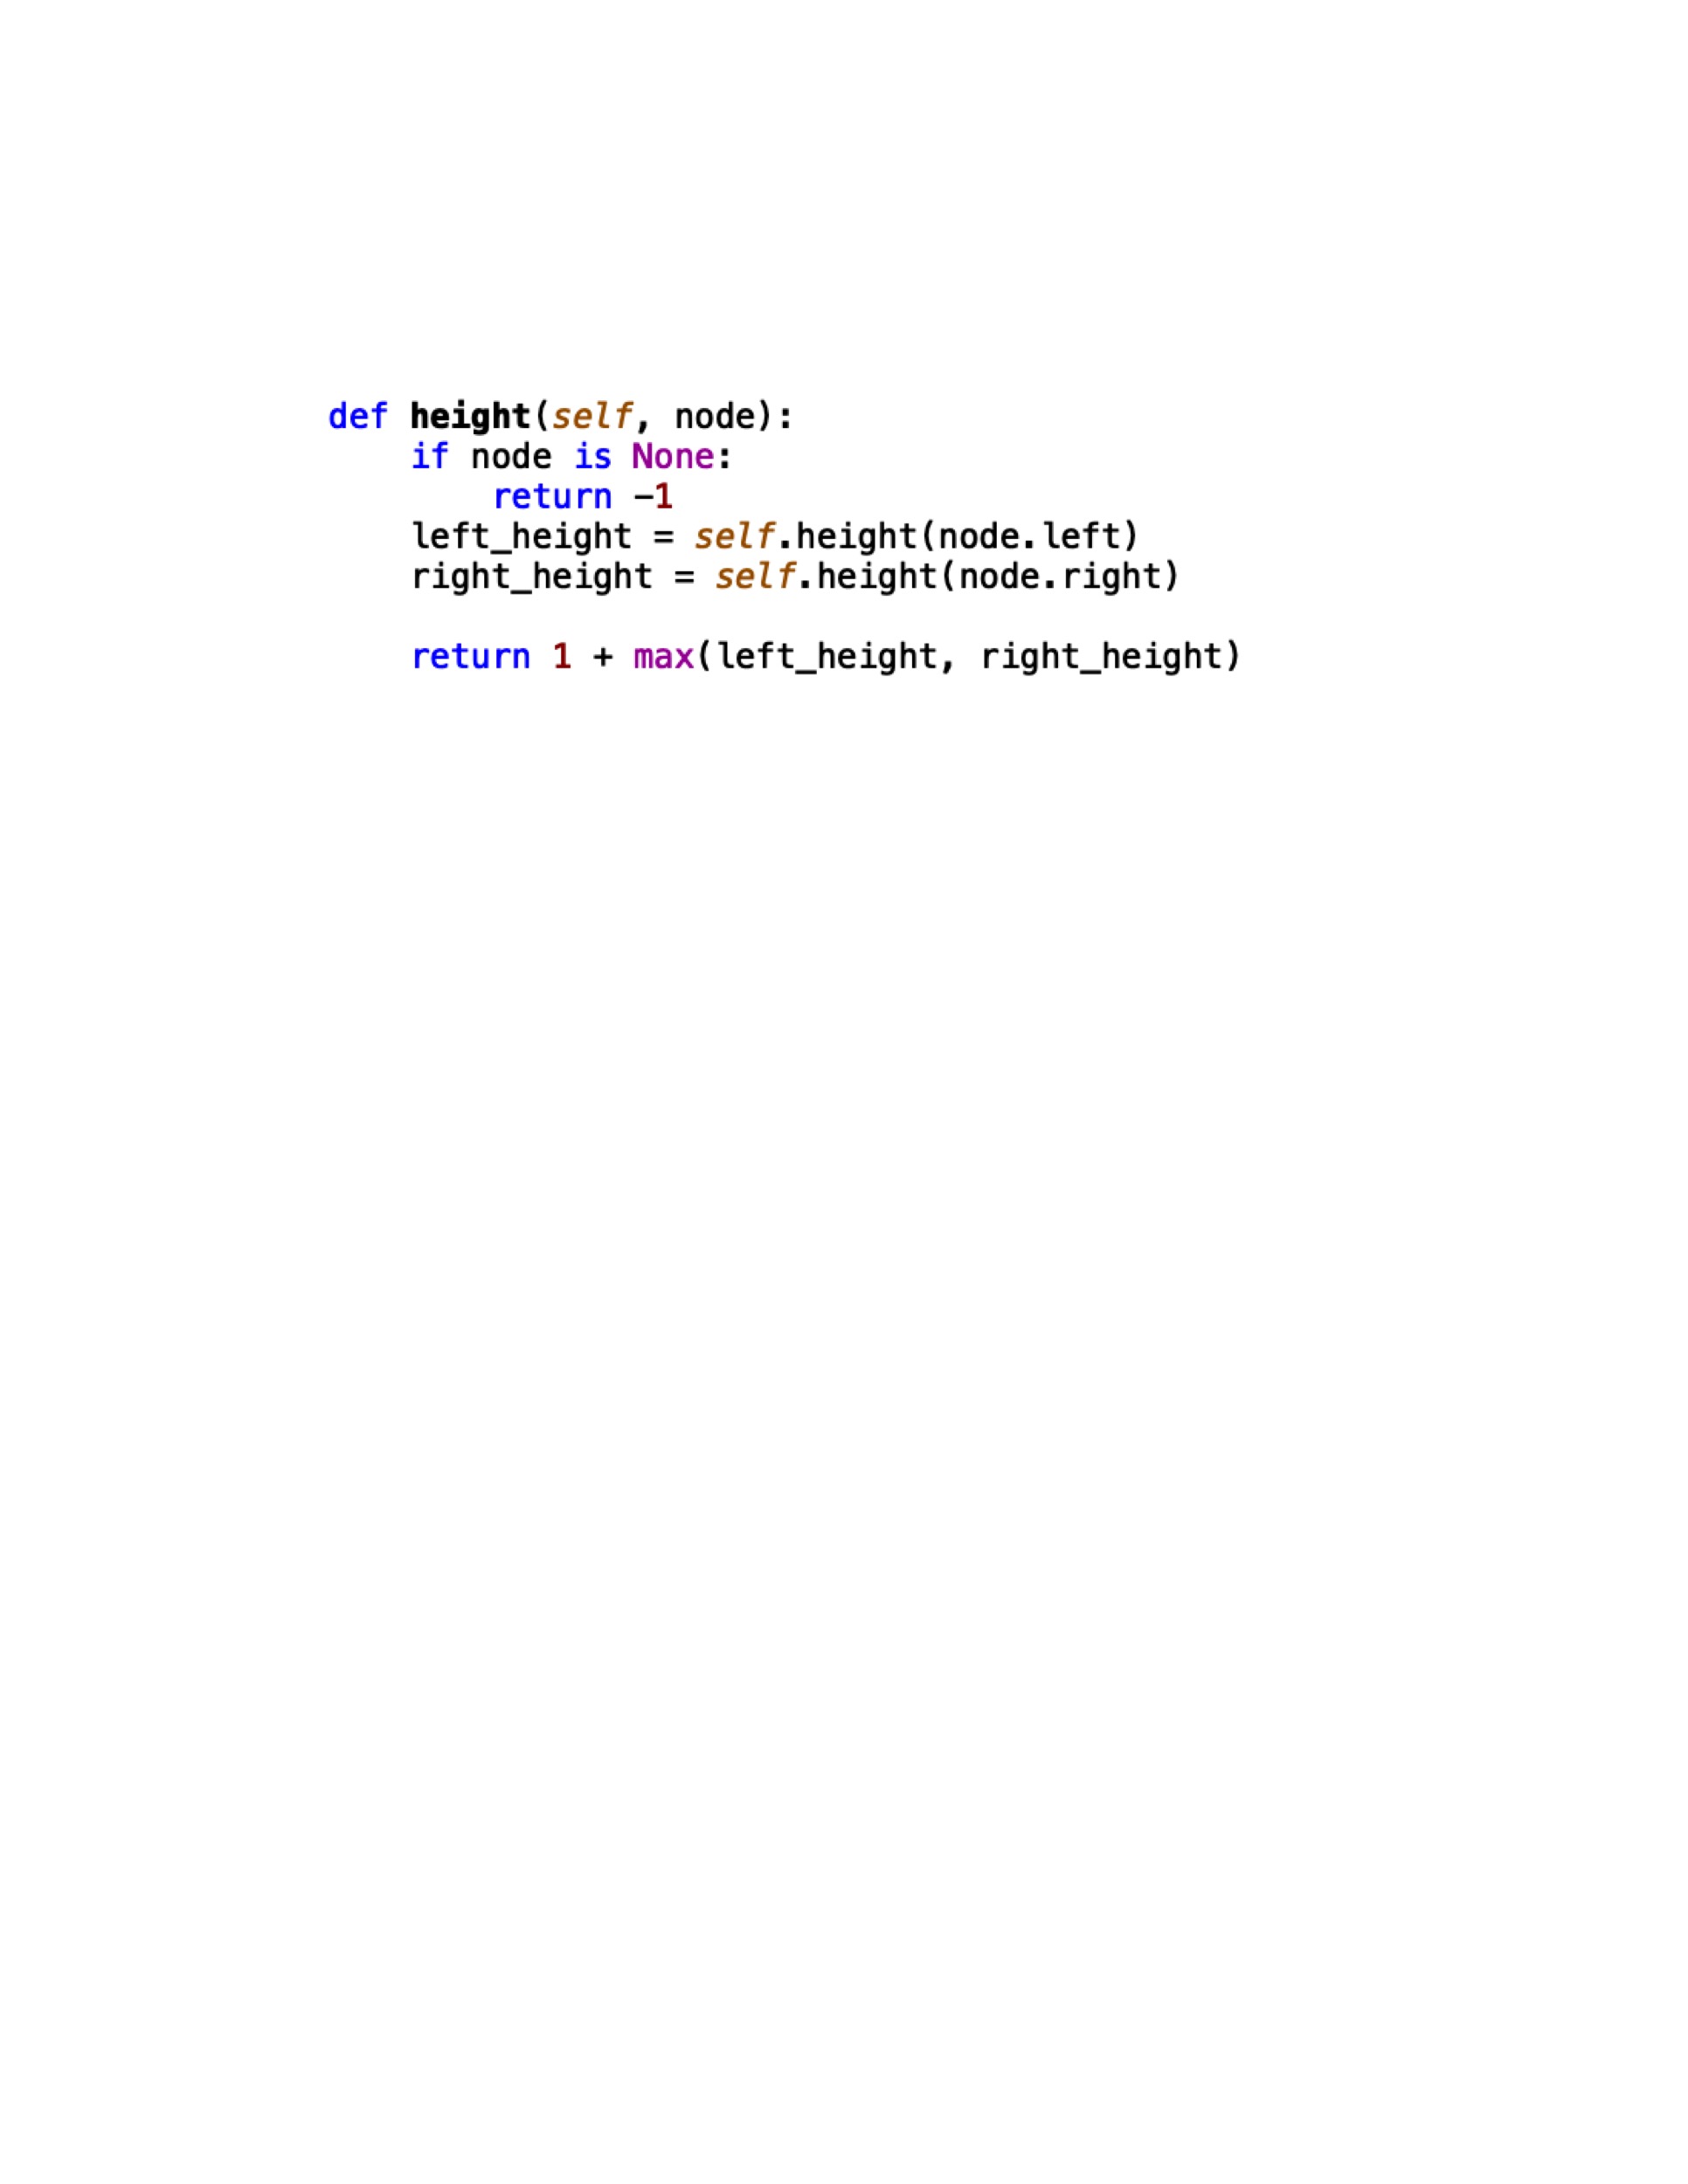 def height(self, node):
    if node is None:
        return -1
    left_height = self.height(node.left)
    right_height = self.height(node.right)

    return 1 + max(left_height, right_height)